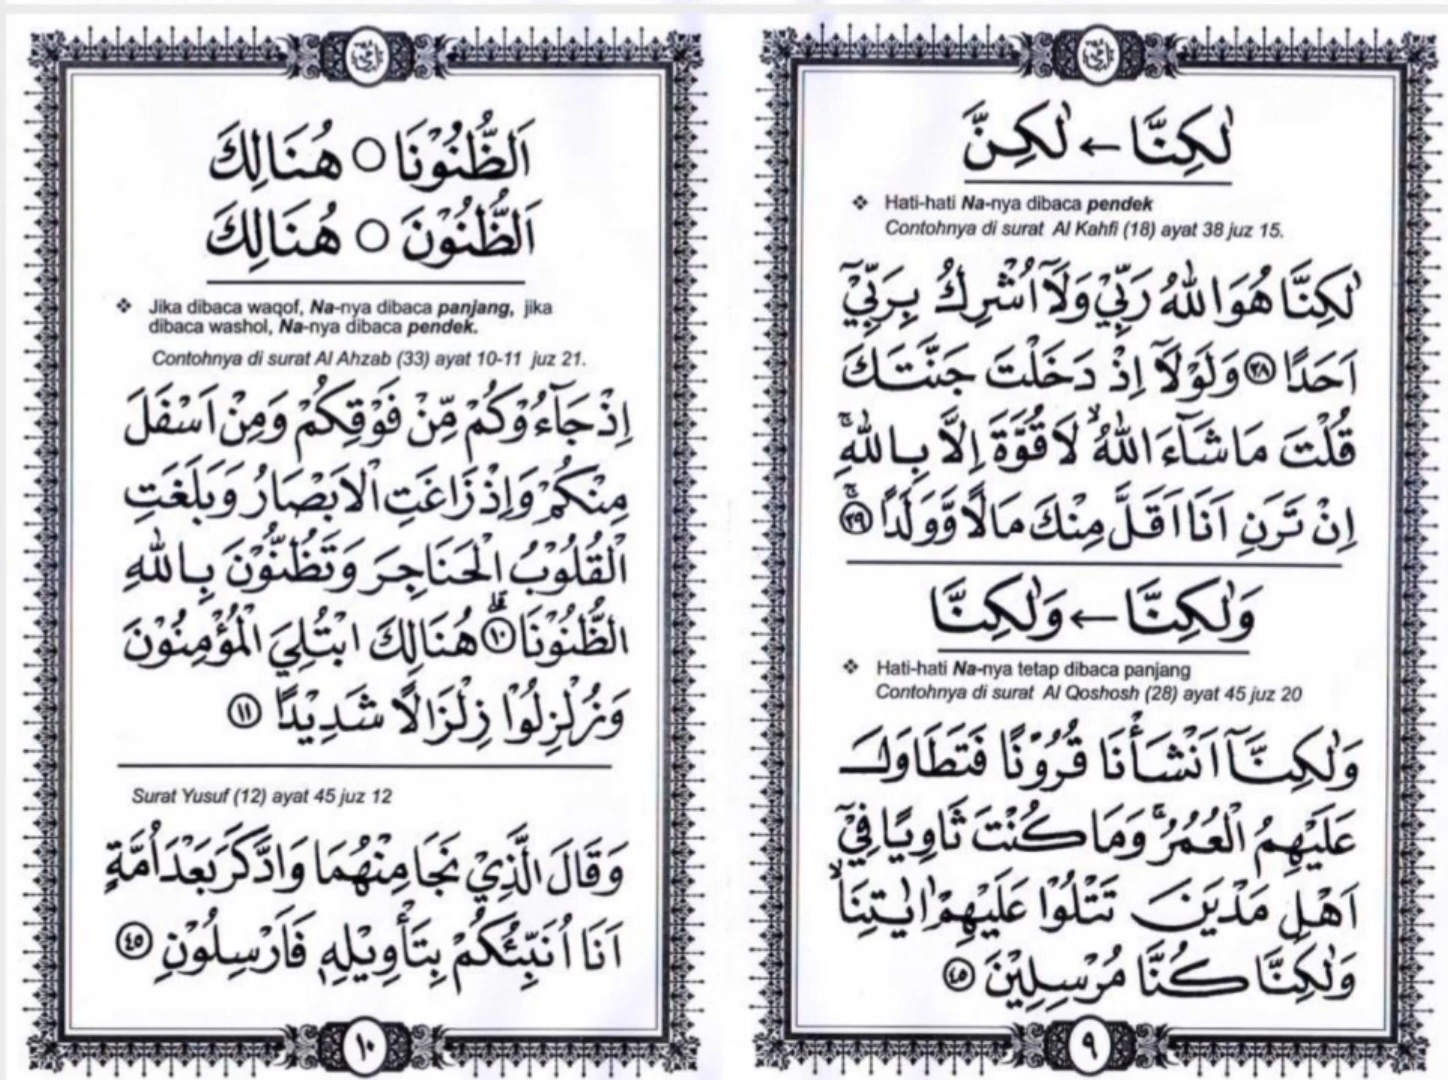 لٰكِنَّا ← لٰكِنَّ
❖ Hati-hati Na-nya dibaca pendek
Contohnya di surat Al Kahfi (18) ayat 38 juz 15.
لٰكِنَّا۠ هُوَ اللّٰهُ رَبِّيْ وَلَآ اُشْرِكُ بِرَبِّيْٓ
اَحَدًا ٣٨ وَلَوْلَآ اِذْ دَخَلْتَ جَنَّتَكَ
قُلْتَ مَا شَآءَ اللّٰهُ ۙ لَا قُوَّةَ اِلَّا بِاللّٰهِ ۚ
اِنْ تَرَنِ اَنَا اَقَلَّ مِنْكَ مَالًا وَّوَلَدًا ۚ ٣٩
وَلٰكِنَّا ← وَلٰكِنَّا
❖ Hati-hati Na-nya tetap dibaca panjang
Contohnya di surat Al Qoshosh (28) ayat 45 juz 20
وَلٰكِنَّآ اَنْشَأْنَا قُرُوْنًا فَتَطَاوَلَ
عَلَيْهِمُ الْعُمُرُ ۚ وَمَا كُنْتَ ثَاوِيًا فِيْٓ
اَهْلِ مَدْيَنَ تَتْلُوْا عَلَيْهِمْ اٰيٰتِنَا ۙ
وَلٰكِنَّا كُنَّا مُرْسِلِيْنَ ٤٥
٩
اَلظُّنُوْنَا ○ هُنَالِكَ
اَلظُّنُوْنَ ○ هُنَالِكَ
❖ Jika dibaca waqof, Na-nya dibaca panjang, jika
dibaca washol, Na-nya dibaca pendek.
Contohnya di surat Al Ahzab (33) ayat 10-11 juz 21.
اِذْ جَآءُوْكُمْ مِّنْ فَوْقِكُمْ وَمِنْ اَسْفَلَ
مِنْكُمْ وَاِذْ زَاغَتِ الْاَبْصَارُ وَبَلَغَتِ
الْقُلُوْبُ الْحَنَاجِرَ وَتَظُنُّوْنَ بِاللّٰهِ
الظُّنُوْنَا ۗ ١٠ هُنَالِكَ ابْتُلِيَ الْمُؤْمِنُوْنَ
وَزُلْزِلُوْا زِلْزَالًا شَدِيْدًا ١١
Surat Yusuf (12) ayat 45 juz 12
وَقَالَ الَّذِيْ نَجَا مِنْهُمَا وَادَّكَرَ بَعْدَ اُمَّةٍ
اَنَا اُنَبِّئُكُمْ بِتَأْوِيْلِهٖ فَاَرْسِلُوْنِ ٤٥
١٠